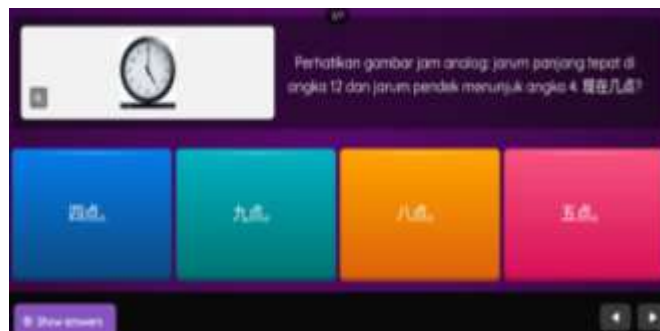 Perhatikan gambar jam analog: jarum panjang tepat di
angka 12 dan jarum pendek menunjuk angka 4. 现在几点?
四点。
九点。
八点。
五点。
Show answers